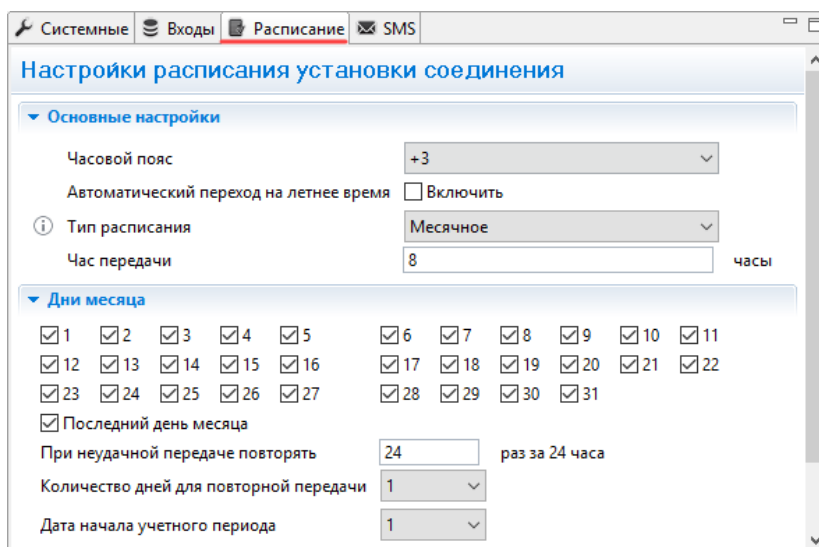 Системные Входы Расписание SMS
Настройки расписания установки соединения
Основные настройки
Часовой пояс +3
Автоматический переход на летнее время Включить
Тип расписания Месячное
Час передачи 8 часы
Дни месяца
1 2 3 4 5 6 7 8 9 10 11
12 13 14 15 16 17 18 19 20 21 22
23 24 25 26 27 28 29 30 31
Последний день месяца
При неудачной передаче повторять 24 раз за 24 часа
Количество дней для повторной передачи 1
Дата начала учетного периода 1